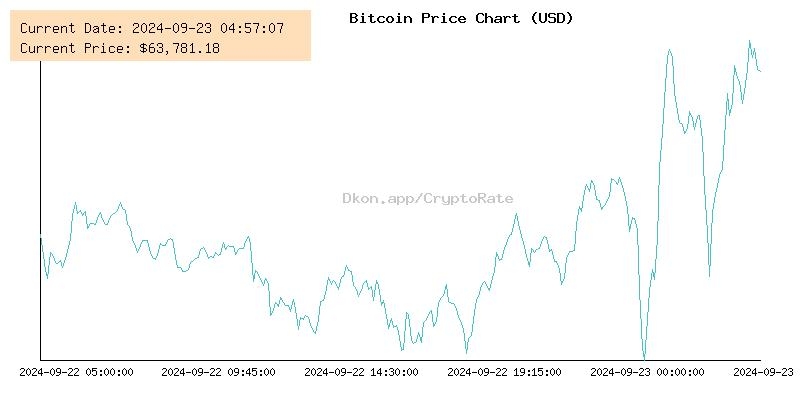 Bitcoin Price Chart (USD)
Current Date: 2024-09-23 04:57:07
Current Price: $63,781.18
Dkon.app/CryptoRate
2024-09-22 05:00:00 2024-09-22 09:45:00 2024-09-22 14:30:00 2024-09-22 19:15:00 2024-09-23 00:00:00 2024-09-23